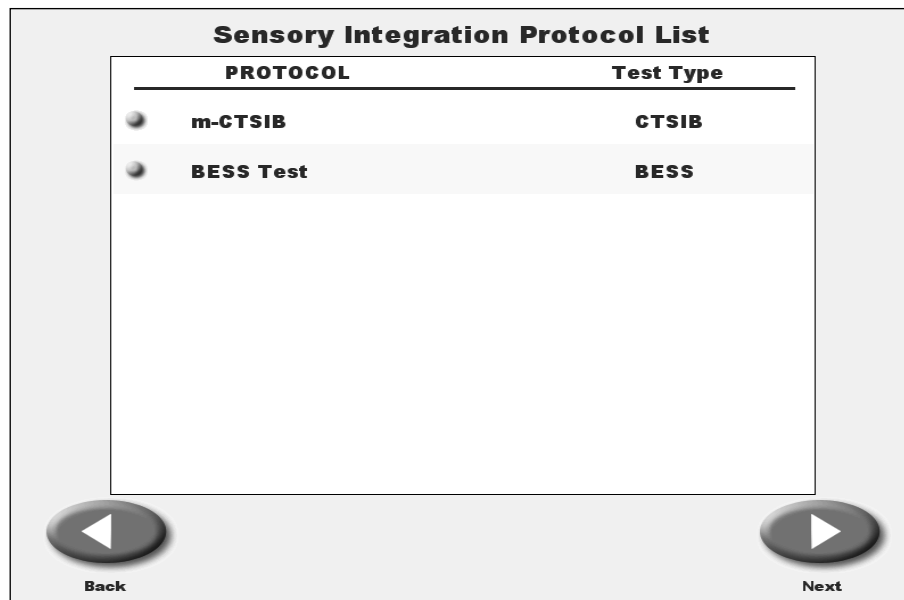 Sensory Integration Protocol List
PROTOCOL Test Type
m-CTSIB CTSIB
BESS Test BESS
Back Next